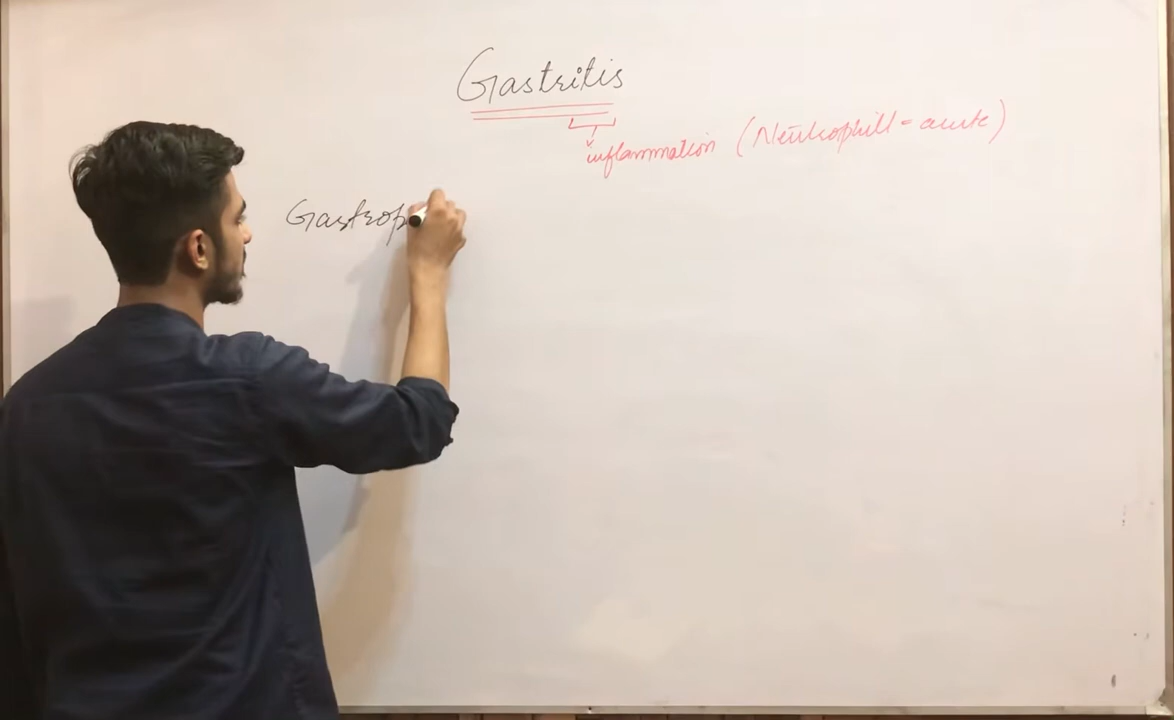 Gastritis
inflammation (Neutrophill = acute)
Gastrop